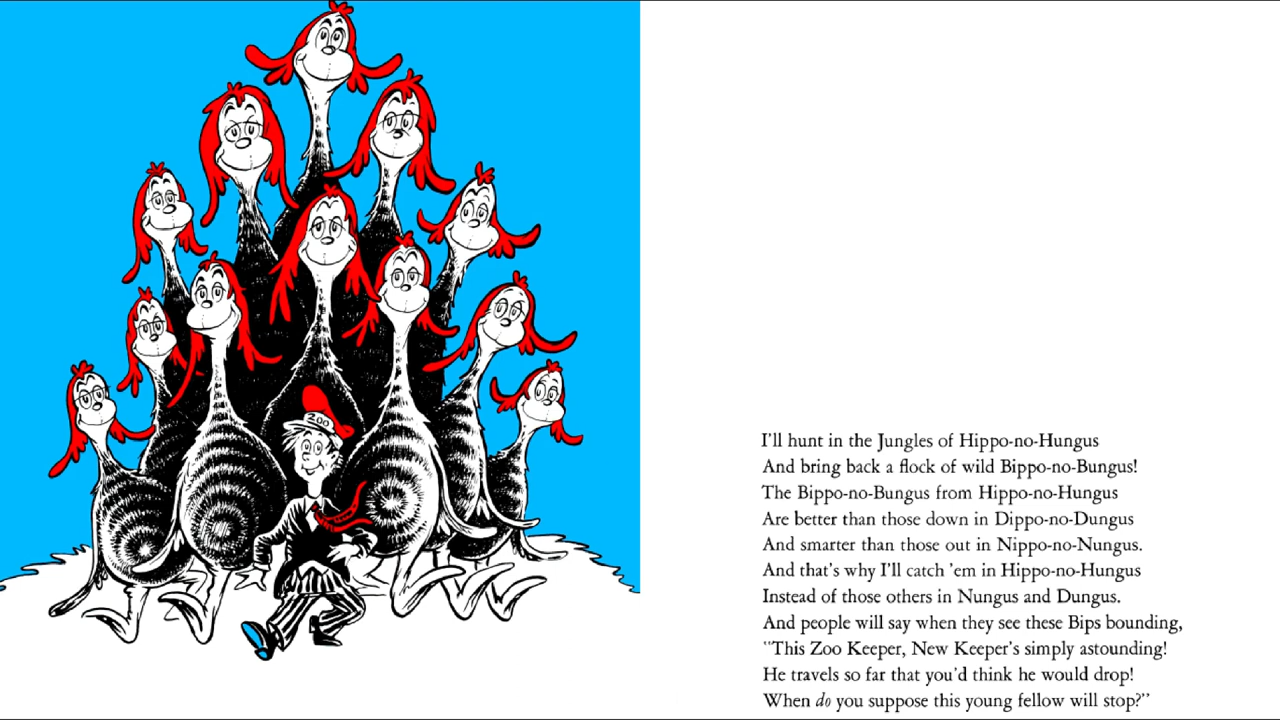 ZOO
I'll hunt in the Jungles of Hippo-no-Hungus
And bring back a flock of wild Bippo-no-Bungus!
The Bippo-no-Bungus from Hippo-no-Hungus
Are better than those down in Dippo-no-Dungus
And smarter than those out in Nippo-no-Nungus.
And that's why I'll catch 'em in Hippo-no-Hungus
Instead of those others in Nungus and Dungus.
And people will say when they see these Bips bounding,
"This Zoo Keeper, New Keeper's simply astounding!
He travels so far that you'd think he would drop!
When do you suppose this young fellow will stop?"